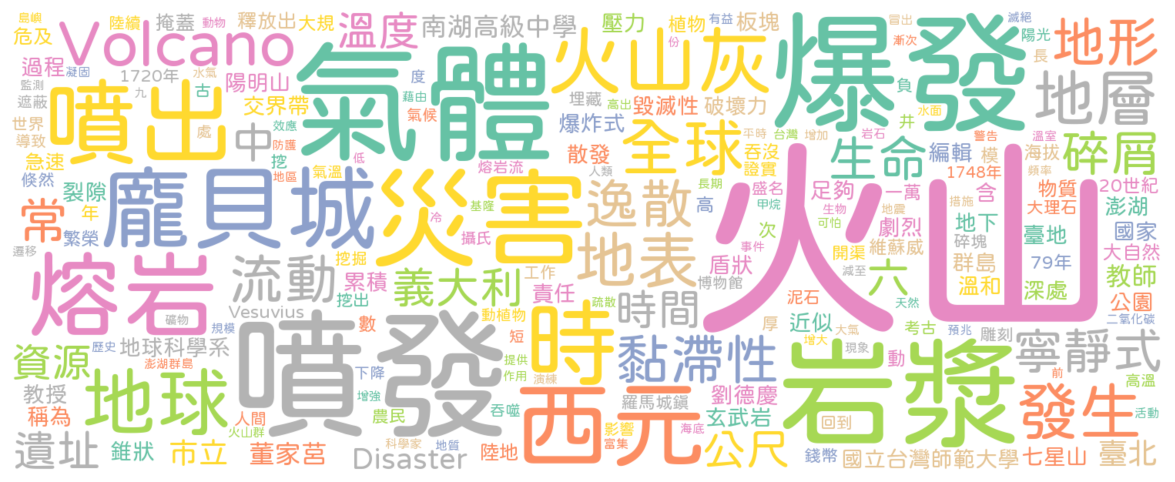 島嶼 陸續 掩蓋 釋放出 大規 動物 南湖高級中學 壓力 植物 有益 板塊 冒出 滅絕
危及 Volcano 溫度 火山灰 爆發 份 漸次 陽光 長 地形
過程 凝固 1720年 水氣 陽明山 氣體 度 埋藏 毀滅性 破壞力 負 地層
監測 九 古 藉由 高出 水面
遮蔽 噴出 交界帶 氣候 爆炸式 井
世界 處 中 效應 防護 散發 全球 平時 台灣 增加 岩石 警告 溫室 碎屑
導致 挖 吞沒 生命 編輯 模 海拔
急速 地區 氣溫 低 熔岩流 人類 證實 1748年 頻率
倏然 裂隙 龐貝城 災害 逸散 長期 盛名 足夠 一萬 含 物質 20世紀
常 年 冷 基隆 高 甲烷 生物 地震 措施 大理石 澎湖
繁榮 地表 次 可怕 劇烈 地下 臺地 國家
遷移 攝氏 挖掘 工作 事件 開渠 維蘇威 碎塊 79年 大自然
熔岩 流動 累積 義大利 責任 博物館 盾狀 減至 六 群島 深處 教師
礦物 Vesuvius 挖出 動植物 疏散 時間 泥石 天然 溫和 公園
規模 噴發 數 短 時 厚 近似 大氣 預兆 考古 雕刻 二氧化碳
資源 歷史 地球科學系 提供 黏滯性 增大 現象 動 岩漿 寧靜式
澎湖群島 地球 下降 作用 火山 前 高溫
教授 增強 演練 西元 劉德慶 發生 活動
稱為 人間 農民 吞噬 羅馬城鎮 玄武岩 回到
火山群 影響 海底
遺址 錐狀 市立 董家莒 科學家 地質 陸地 富集 公尺 錢幣 國立台灣師範大學 七星山 臺北
Disaster